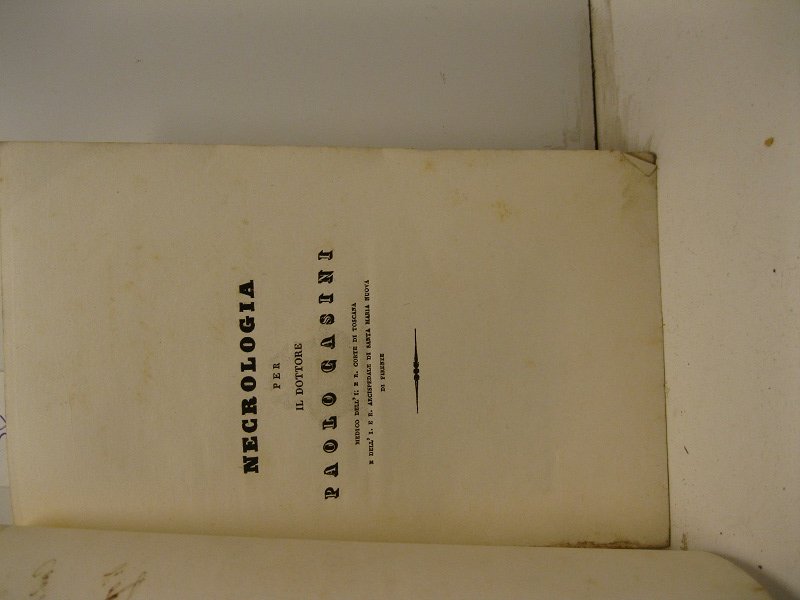 NECROLOGIA
PER
IL DOTTORE
PAOLO CASINI
MEDICO DELL' I. E R. CORTE DI TOSCANA
E DELL' I. E R. ARCISPEDALE DI SANTA MARIA NUOVA
DI FIRENZE